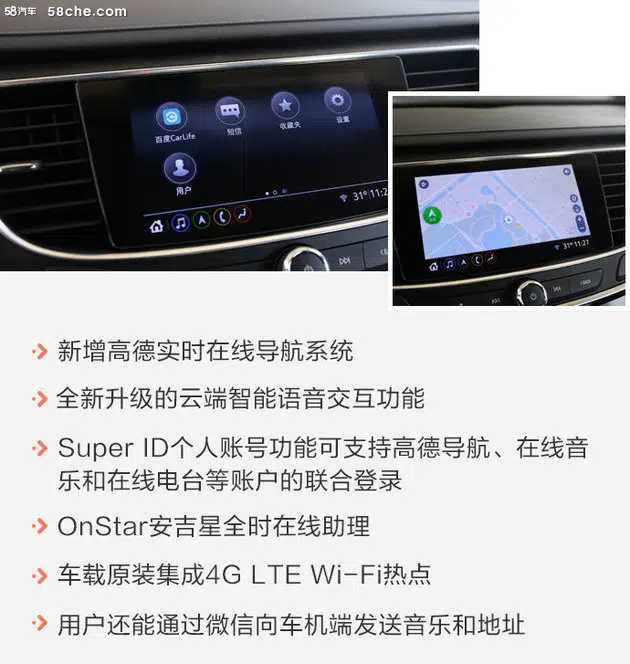 58汽车 58che.com
百度CarLife
短信
收藏夹
设置
用户
31° 11:2
31° 11:27
新增高德实时在线导航系统
全新升级的云端智能语音交互功能
Super ID个人账号功能可支持高德导航、在线音
乐和在线电台等账户的联合登录
OnStar安吉星全时在线助理
车载原装集成4G LTE Wi-Fi热点
用户还能通过微信向车机端发送音乐和地址